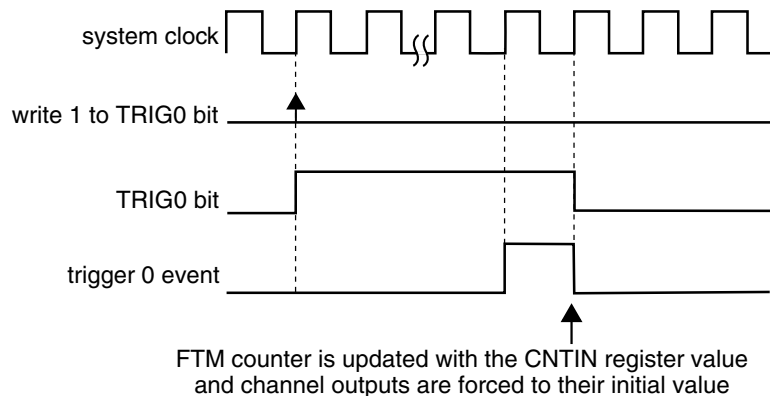 system clock
write 1 to TRIG0 bit
TRIG0 bit
trigger 0 event
FTM counter is updated with the CNTIN register value
and channel outputs are forced to their initial value